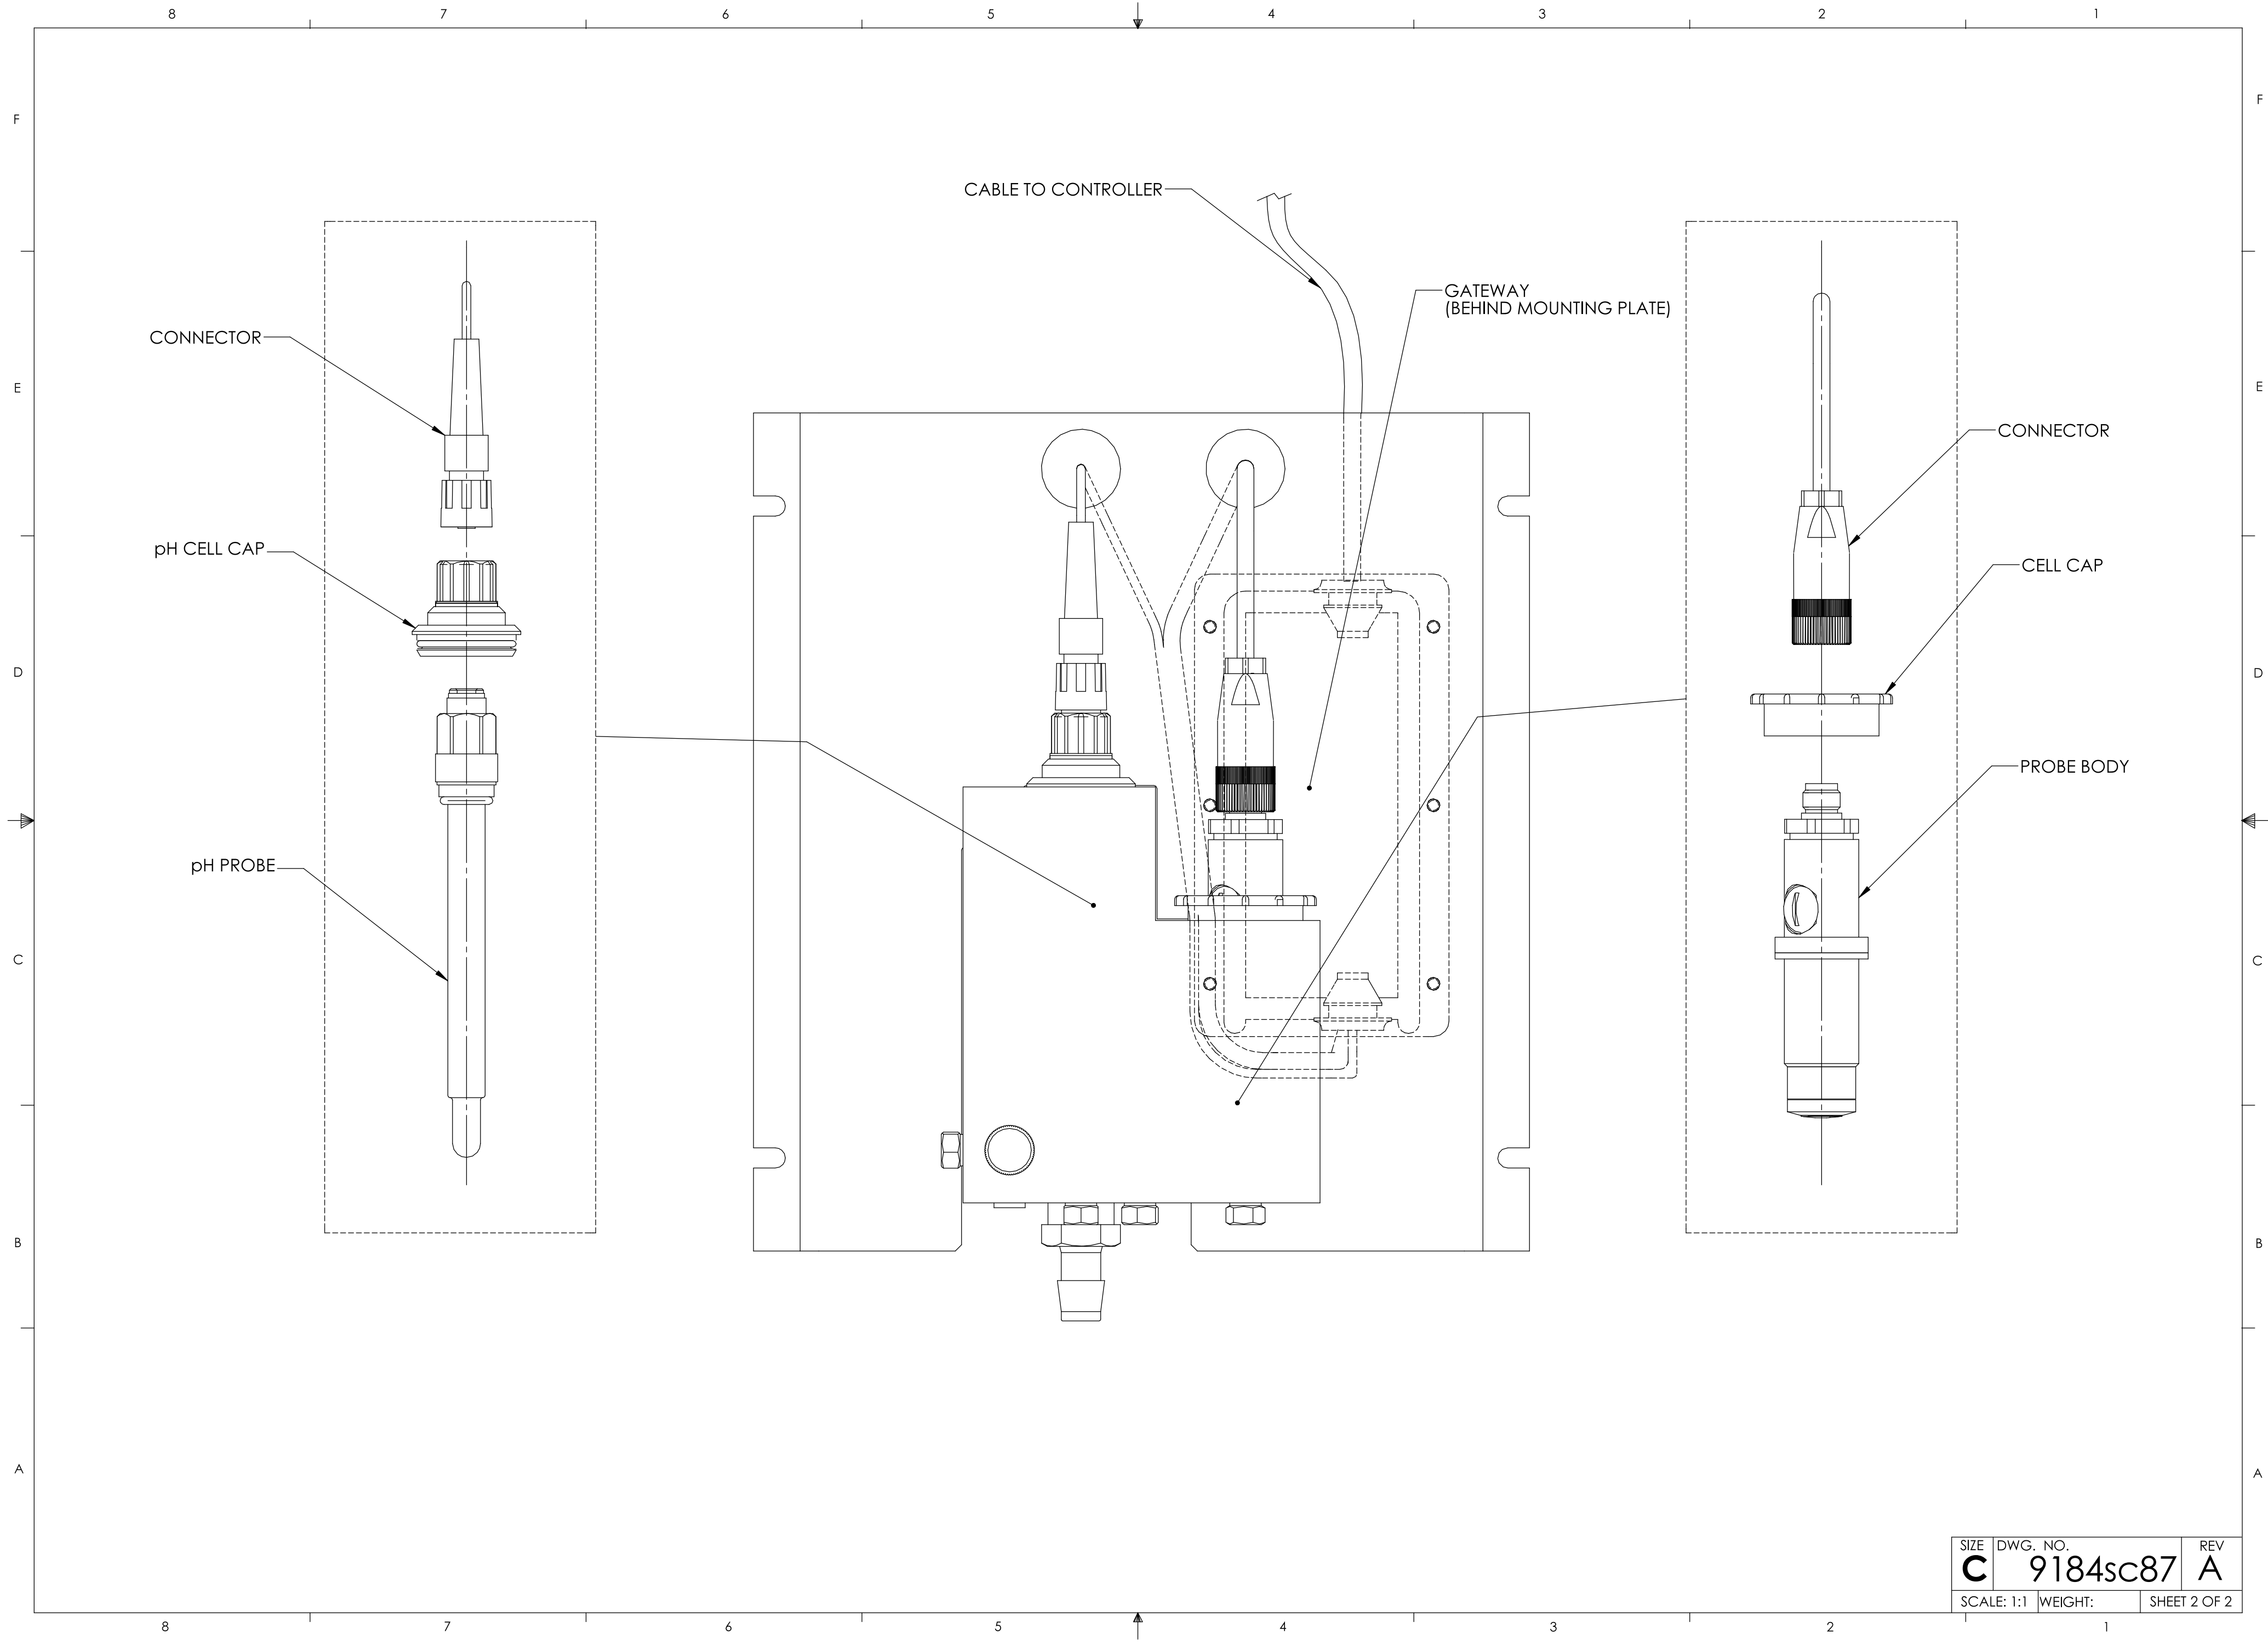 8 7 6 5 4 3 2 1
F F
CABLE TO CONTROLLER
GATEWAY
(BEHIND MOUNTING PLATE)
CONNECTOR
E E
CONNECTOR
pH CELL CAP
CELL CAP
D D
PROBE BODY
pH PROBE
C C
B B
A A
SIZE DWG. NO. REV
C 9184sc87 A
SCALE: 1:1 WEIGHT: SHEET 2 OF 2
8 7 6 5 4 3 2 1